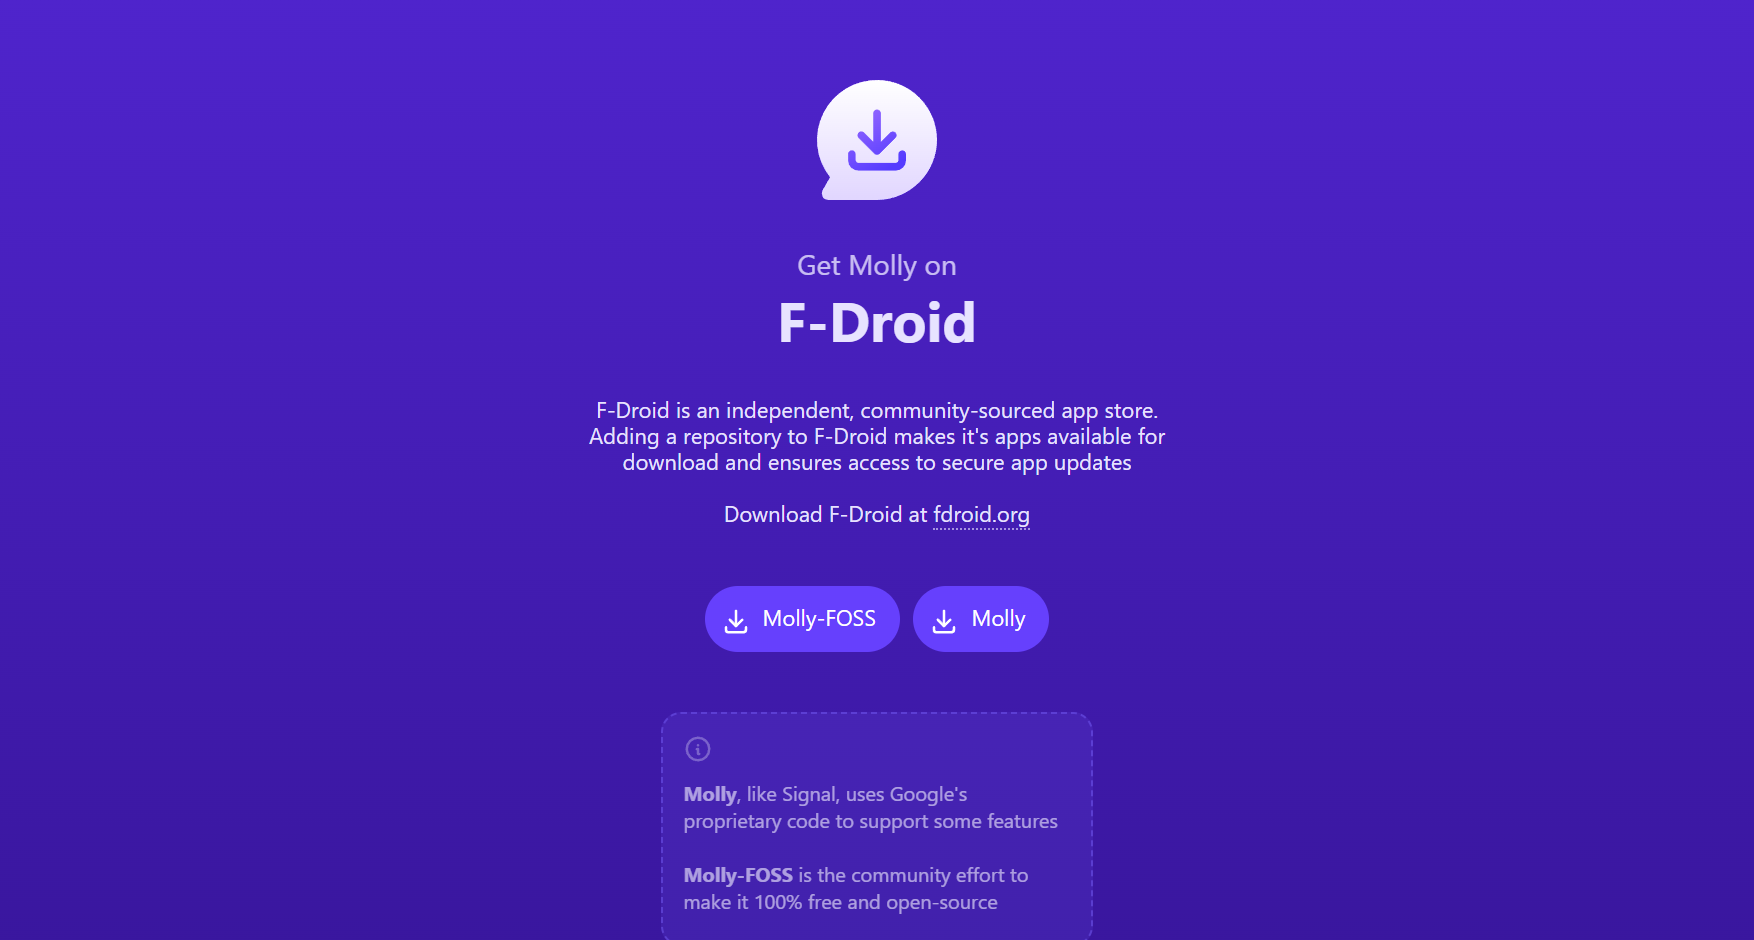 Get Molly on
F-Droid
F-Droid is an independent, community-sourced app store.
Adding a repository to F-Droid makes it's apps available for
download and ensures access to secure app updates
Download F-Droid at fdroid.org
Molly-FOSS
Molly
Molly, like Signal, uses Google's
proprietary code to support some features
Molly-FOSS is the community effort to
make it 100% free and open-source